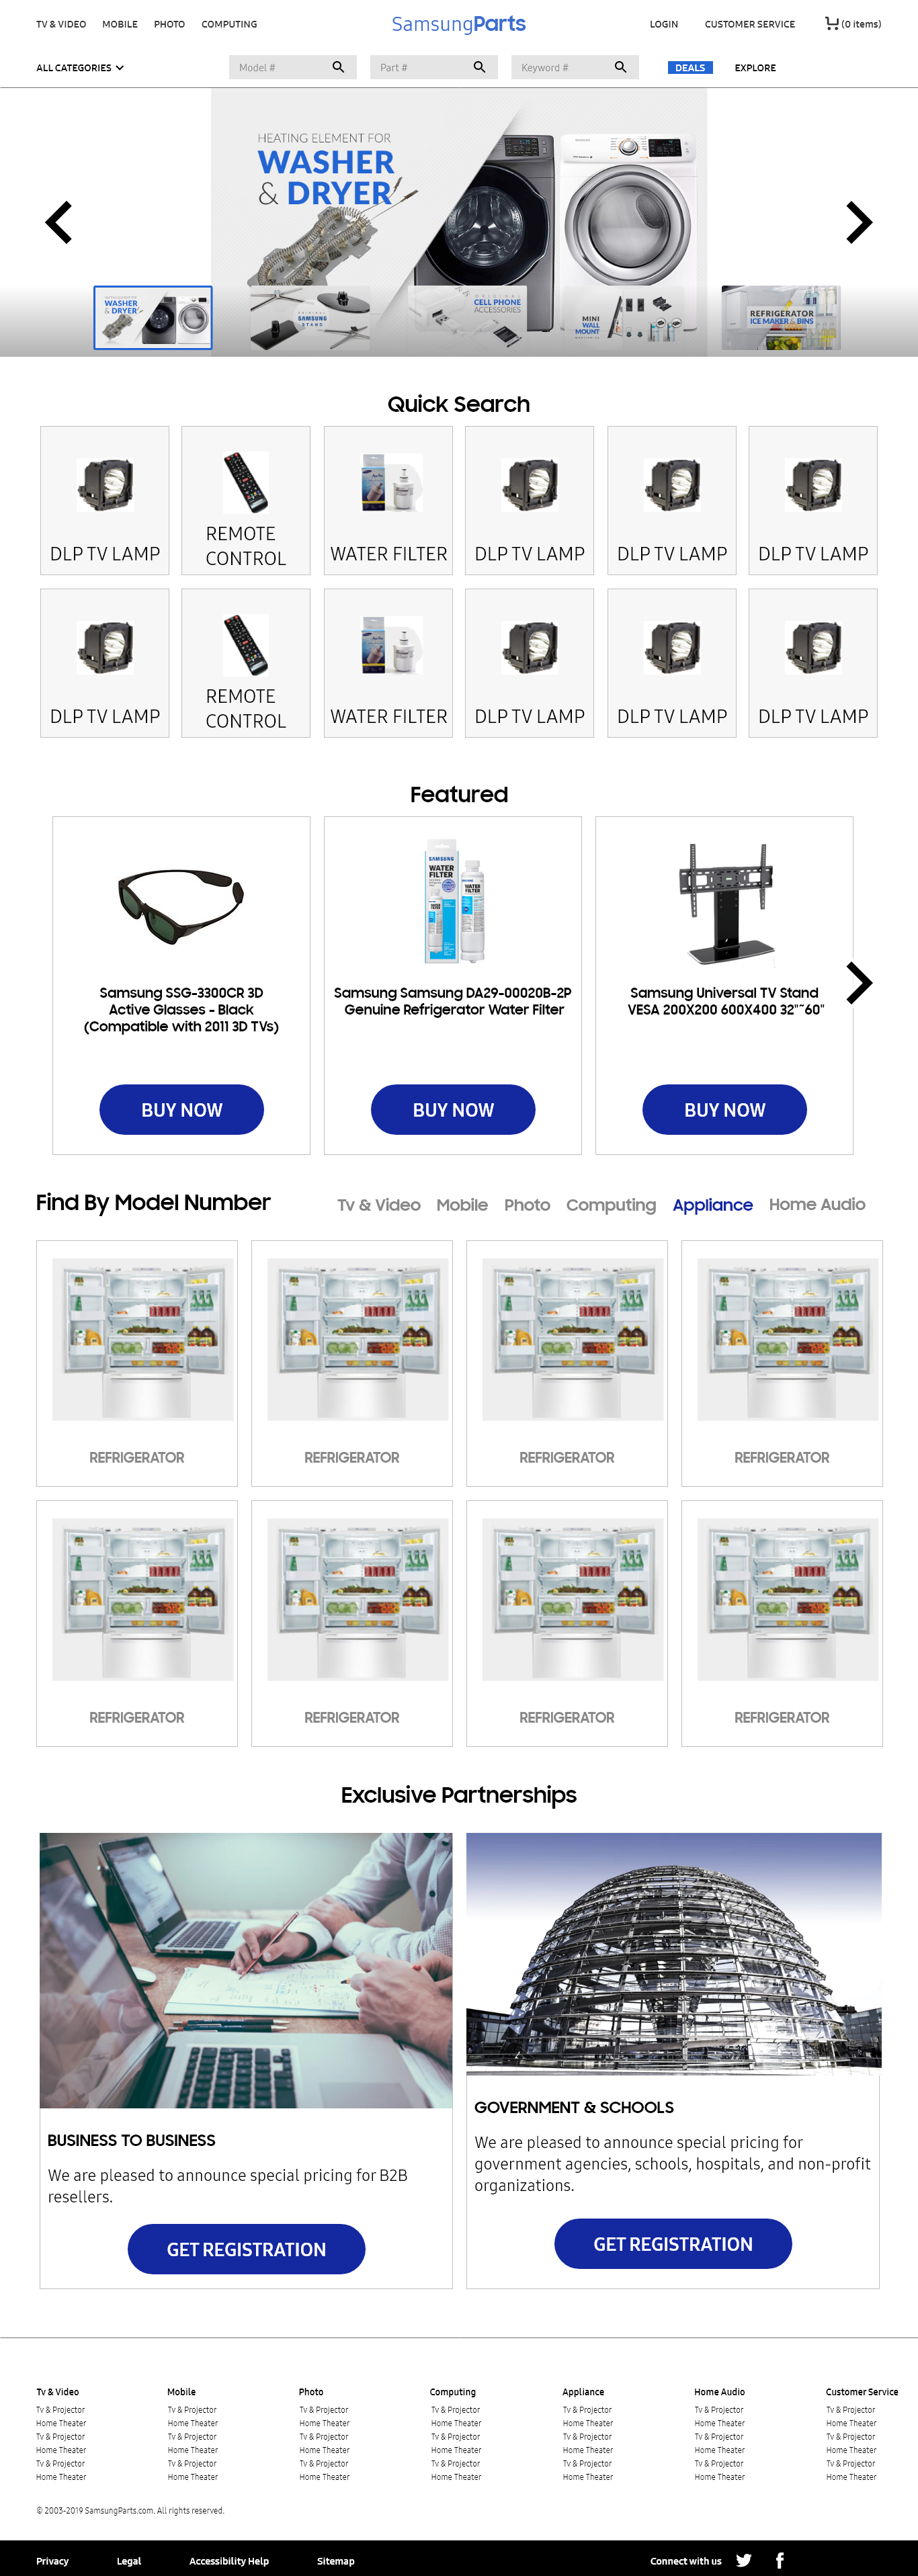 TV & VIDEO MOBILE PHOTO COMPUTING SamsungParts LOGIN CUSTOMER SERVICE (0 items)
ALL CATEGORIES Model # Part # Keyword # DEALS EXPLORE
HEATING ELEMENT FOR
WASHER
& DRYER
WASHER
& DRYER
ORIGINAL
SAMSUNG
STAND
ORIGINAL
CELL PHONE
ACCESSORIES
MINI
WALL
MOUNT
REFRIGERATOR
ICE MAKER & BINS
Quick Search
DLP TV LAMP
REMOTE
CONTROL
WATER FILTER
DLP TV LAMP
DLP TV LAMP
DLP TV LAMP
DLP TV LAMP
REMOTE
CONTROL
WATER FILTER
DLP TV LAMP
DLP TV LAMP
DLP TV LAMP
Featured
SAMSUNG
WATER
FILTER
WATER
FILTER
Samsung SSG-3300CR 3D
Active Glasses - Black
(Compatible with 2011 3D TVs)
BUY NOW
Samsung Samsung DA29-00020B-2P
Genuine Refrigerator Water Filter
BUY NOW
Samsung Universal TV Stand
VESA 200X200 600X400 32"~60"
BUY NOW
Find By Model Number
Tv & Video Mobile Photo Computing Appliance Home Audio
REFRIGERATOR REFRIGERATOR REFRIGERATOR REFRIGERATOR
REFRIGERATOR REFRIGERATOR REFRIGERATOR REFRIGERATOR
Exclusive Partnerships
BUSINESS TO BUSINESS
We are pleased to announce special pricing for B2B
resellers.
GET REGISTRATION
GOVERNMENT & SCHOOLS
We are pleased to announce special pricing for
government agencies, schools, hospitals, and non-profit
organizations.
GET REGISTRATION
Tv & Video Mobile Photo Computing Appliance Home Audio Customer Service
Tv & Projector Tv & Projector Tv & Projector Tv & Projector Tv & Projector Tv & Projector Tv & Projector
Home Theater Home Theater Home Theater Home Theater Home Theater Home Theater Home Theater
Tv & Projector Tv & Projector Tv & Projector Tv & Projector Tv & Projector Tv & Projector Tv & Projector
Home Theater Home Theater Home Theater Home Theater Home Theater Home Theater Home Theater
Tv & Projector Tv & Projector Tv & Projector Tv & Projector Tv & Projector Tv & Projector Tv & Projector
Home Theater Home Theater Home Theater Home Theater Home Theater Home Theater Home Theater
© 2003-2019 SamsungParts.com. All rights reserved.
Privacy Legal Accessibility Help Sitemap Connect with us